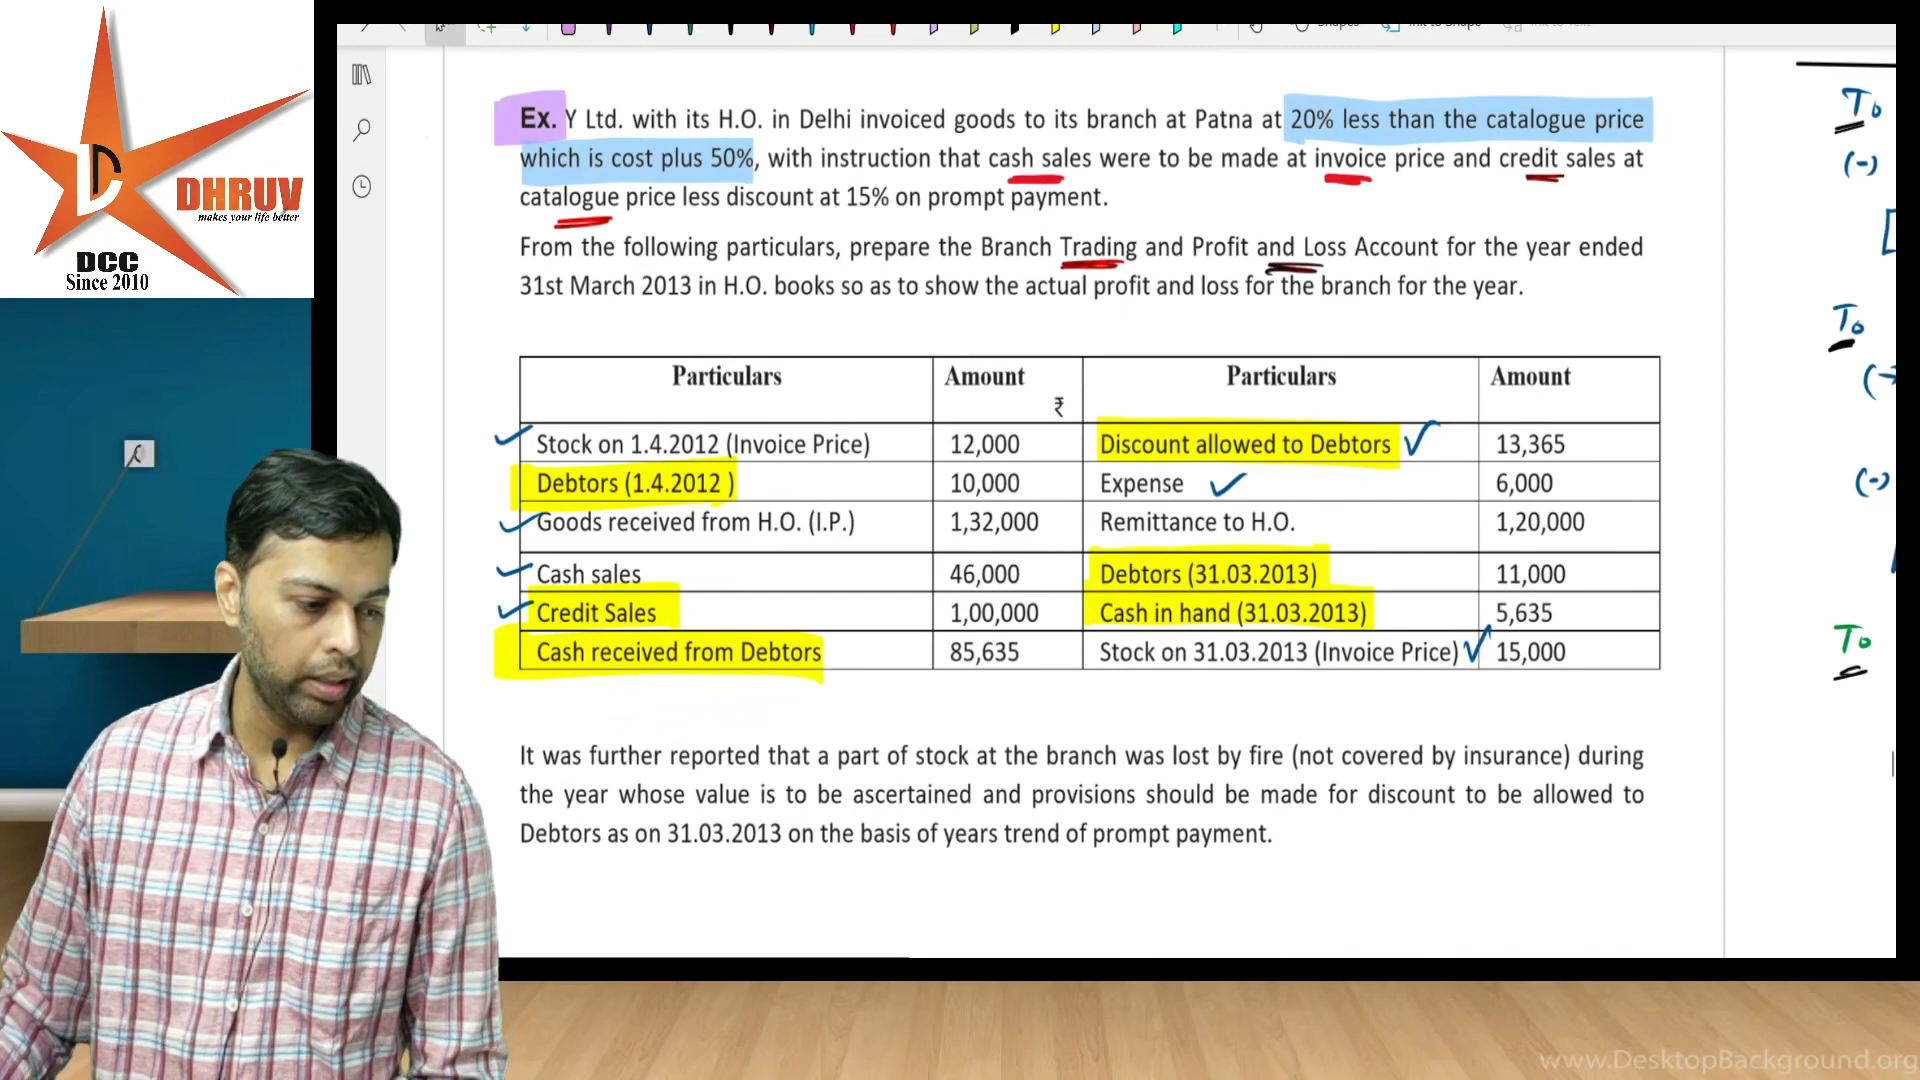 DHRUV
makes your life better
DCC
Since 2010
Ex. Y Ltd. with its H.O. in Delhi invoiced goods to its branch at Patna at 20% less than the catalogue price
which is cost plus 50%, with instruction that cash sales were to be made at invoice price and credit sales at
catalogue price less discount at 15% on prompt payment.
From the following particulars, prepare the Branch Trading and Profit and Loss Account for the year ended
31st March 2013 in H.O. books so as to show the actual profit and loss for the branch for the year.
Particulars Amount ₹ Particulars Amount
Stock on 1.4.2012 (Invoice Price) 12,000 Discount allowed to Debtors 13,365
Debtors (1.4.2012 ) 10,000 Expense 6,000
Goods received from H.O. (I.P.) 1,32,000 Remittance to H.O. 1,20,000
Cash sales 46,000 Debtors (31.03.2013) 11,000
Credit Sales 1,00,000 Cash in hand (31.03.2013) 5,635
Cash received from Debtors 85,635 Stock on 31.03.2013 (Invoice Price) 15,000
It was further reported that a part of stock at the branch was lost by fire (not covered by insurance) during
the year whose value is to be ascertained and provisions should be made for discount to be allowed to
Debtors as on 31.03.2013 on the basis of years trend of prompt payment.
To
(-)
To
(-)
To
www.DesktopBackground.org